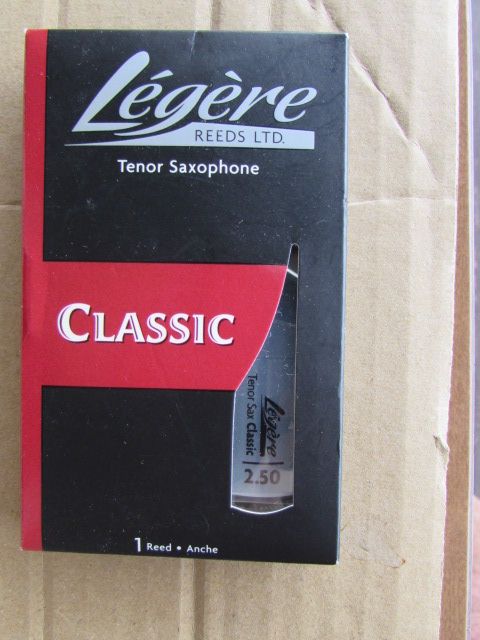 Légère
REEDS LTD.
Tenor Saxophone
CLASSIC
Légère
Tenor Sax Classic
2.50
1 Reed • Anche